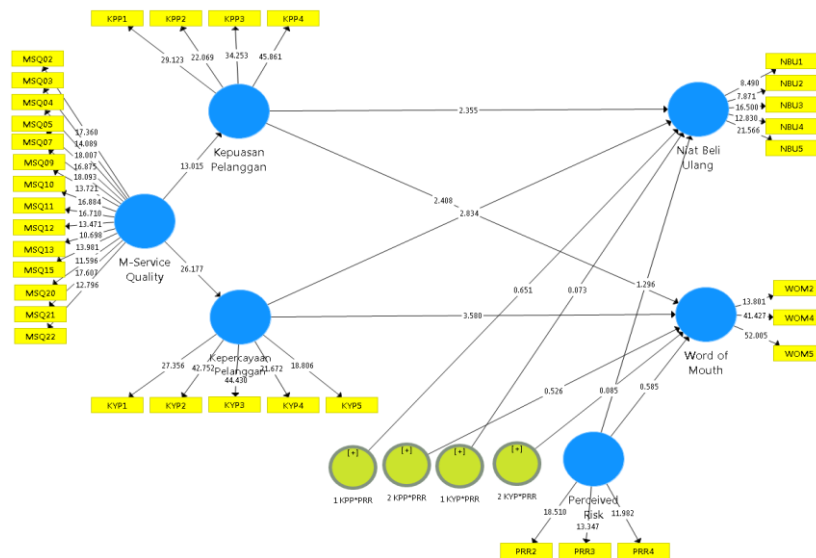 KPP1
KPP2
KPP3
KPP4
29.123
22.069
34.253
45.861
Kepuasan
Pelanggan
MSQ02
MSQ03
MSQ04
MSQ05
MSQ07
MSQ09
MSQ10
MSQ11
MSQ12
MSQ13
MSQ15
MSQ20
MSQ21
MSQ22
17.360
14.089
18.007
16.875
18.093
13.721
16.884
16.710
13.471
10.698
13.981
11.596
17.607
12.796
M-Service
Quality
13.015
26.177
Kepercayaan
Pelanggan
27.356
42.752
44.430
21.672
18.806
KYP1
KYP2
KYP3
KYP4
KYP5
2.355
2.408
2.834
3.588
0.651
0.073
1.296
0.526
0.085
0.585
NBU1
NBU2
NBU3
NBU4
NBU5
8.490
7.871
16.500
12.830
21.566
Niat Beli
Ulang
WOM2
WOM4
WOM5
13.801
41.427
52.005
Word of
Mouth
[+]
[+]
[+]
[+]
1 KPP*PRR
2 KPP*PRR
1 KYP*PRR
2 KYP*PRR
Perceived
Risk
18.510
13.347
11.982
PRR2
PRR3
PRR4